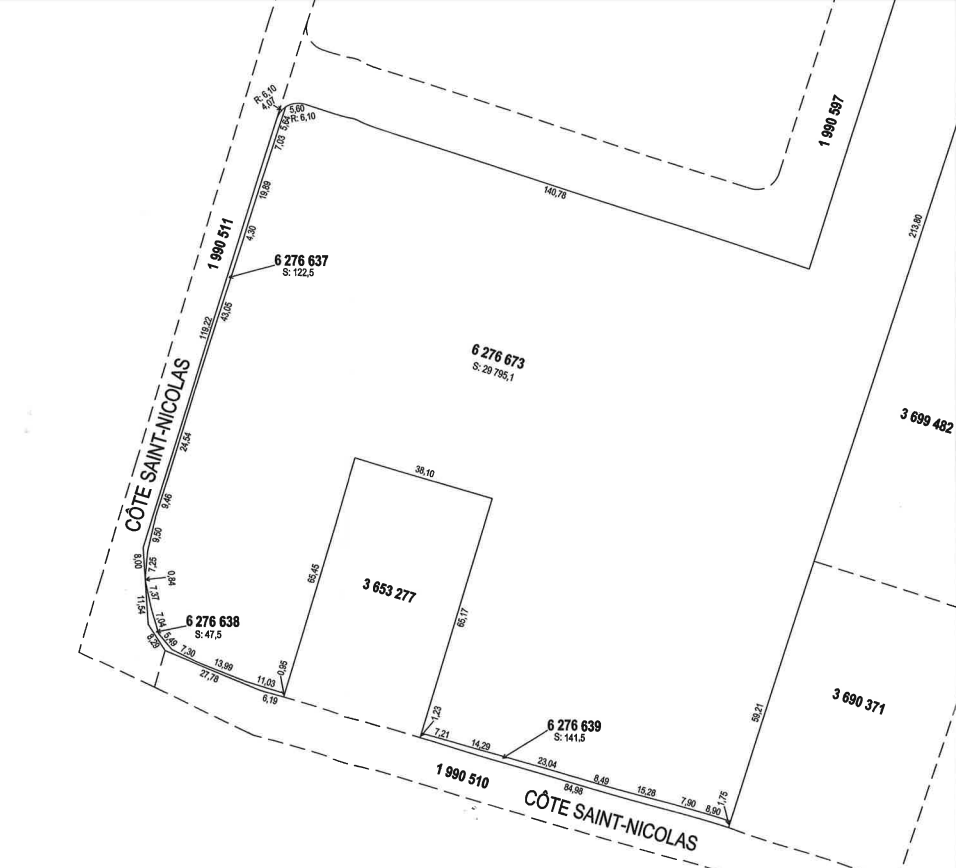 R: 6,10
4,07
5,60
R: 6,10
5,64
7,03
1 990 597
140,78
19,89
213,80
4,30
1 990 511
6 276 637
S: 122,5
43,05
119,22
6 276 673
S: 29 795,1
CÔTE SAINT-NICOLAS
3 699 482
24,54
38,10
9,46
9,50
8,00
7,25
0,84
65,45
7,37
11,54
3 653 277
7,04
65,17
6 276 638
S: 47,5
8,29
5,49
7,30
13,99
27,78
11,03
0,95
6,19
3 690 371
59,21
1,23
7,21
14,29
6 276 639
S: 141,5
23,04
8,49
84,98
15,28
7,90
8,90
1,75
1 990 510
CÔTE SAINT-NICOLAS